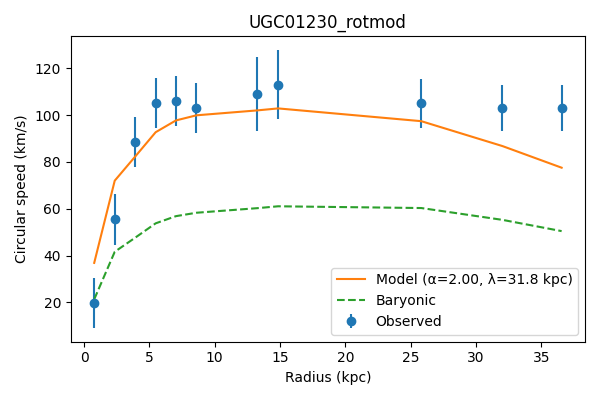 UGC01230_rotmod
Circular speed (km/s)
120
100
80
60
40
20
0
5
10
15
20
25
30
35
Radius (kpc)
Model (α=2.00, λ=31.8 kpc)
Baryonic
Observed